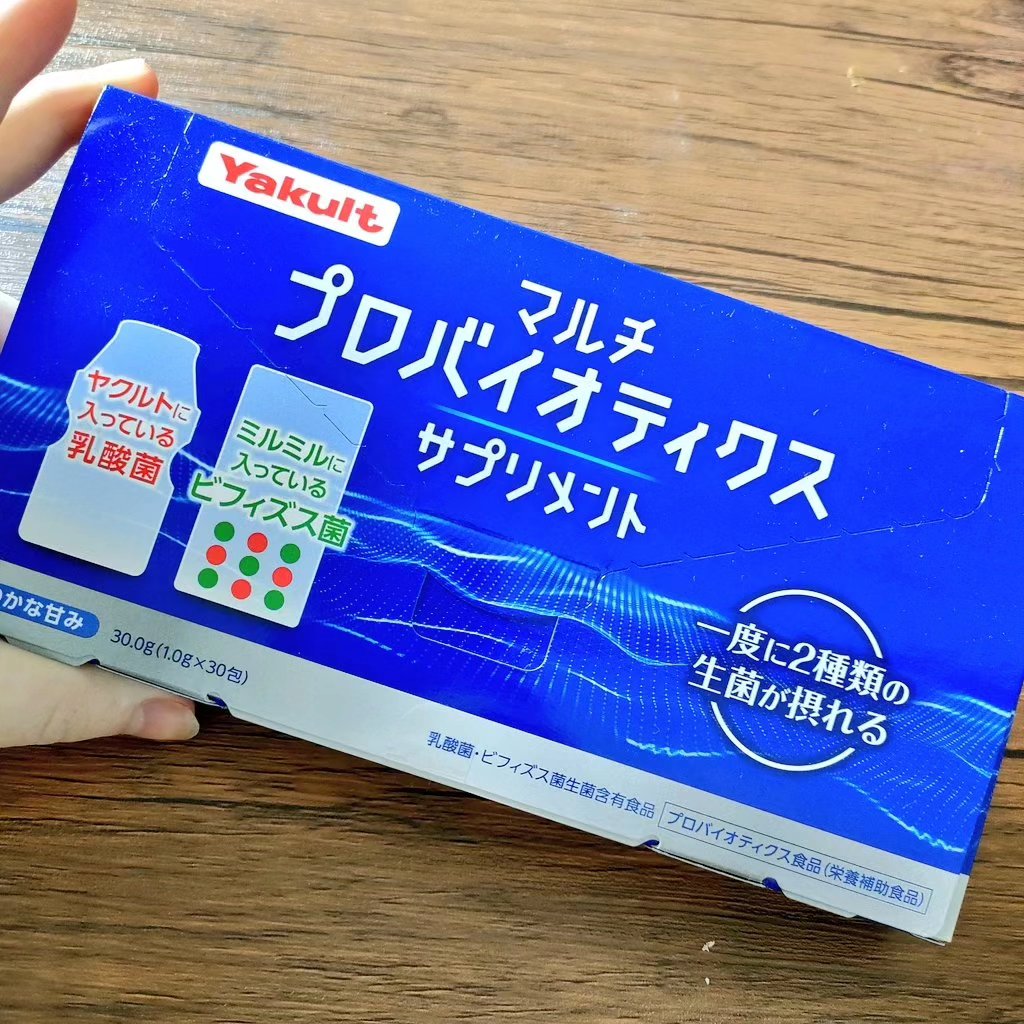 Yakult
マルチ
プロバイオティクス
サプリメント
ヤクルトに
入っている
乳酸菌
ミルミルに
入っている
ビフィズス菌
一度に2種類の
生菌が摂れる
かな甘み
30.0g(1.0g×30包)
乳酸菌・ビフィズス菌生菌含有食品
プロバイオティクス食品(栄養補助食品)